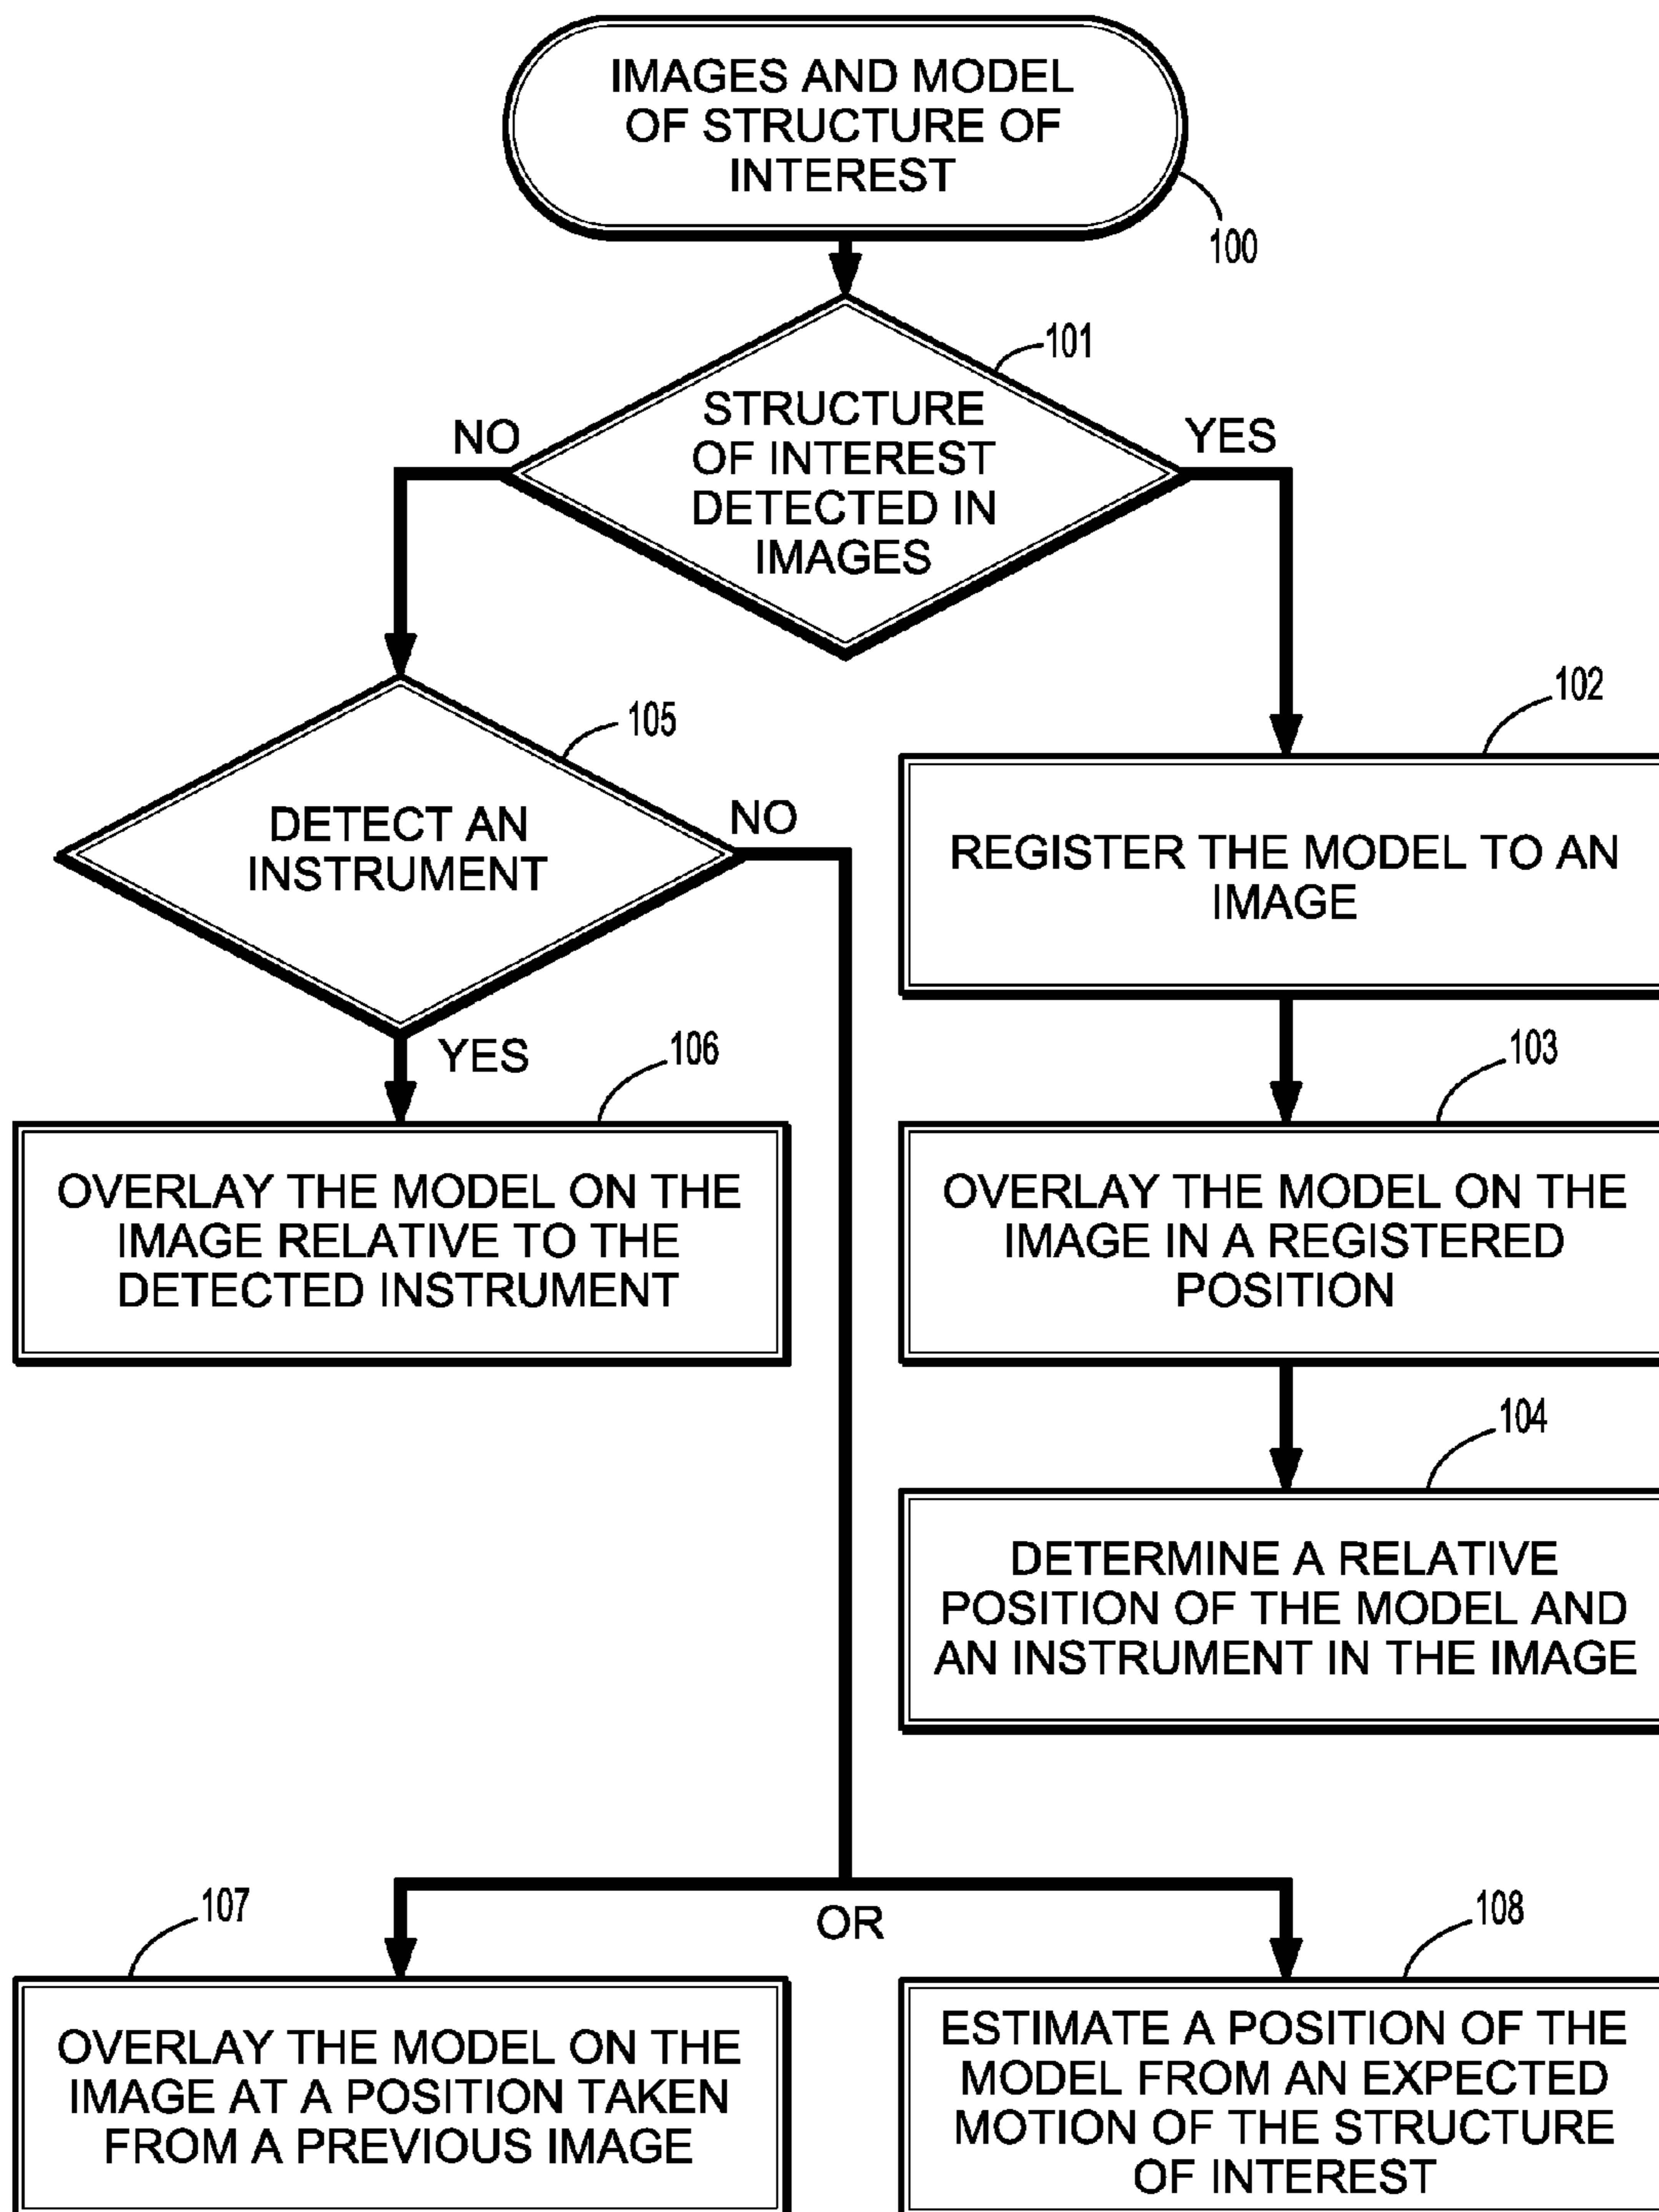 IMAGES AND MODEL
OF STRUCTURE OF
INTEREST
100
101
STRUCTURE
OF INTEREST
DETECTED IN
IMAGES
NO
YES
105
DETECT AN
INSTRUMENT
NO
YES
102
REGISTER THE MODEL TO AN
IMAGE
106
OVERLAY THE MODEL ON THE
IMAGE RELATIVE TO THE
DETECTED INSTRUMENT
103
OVERLAY THE MODEL ON THE
IMAGE IN A REGISTERED
POSITION
104
DETERMINE A RELATIVE
POSITION OF THE MODEL AND
AN INSTRUMENT IN THE IMAGE
OR
107
OVERLAY THE MODEL ON THE
IMAGE AT A POSITION TAKEN
FROM A PREVIOUS IMAGE
108
ESTIMATE A POSITION OF THE
MODEL FROM AN EXPECTED
MOTION OF THE STRUCTURE
OF INTEREST